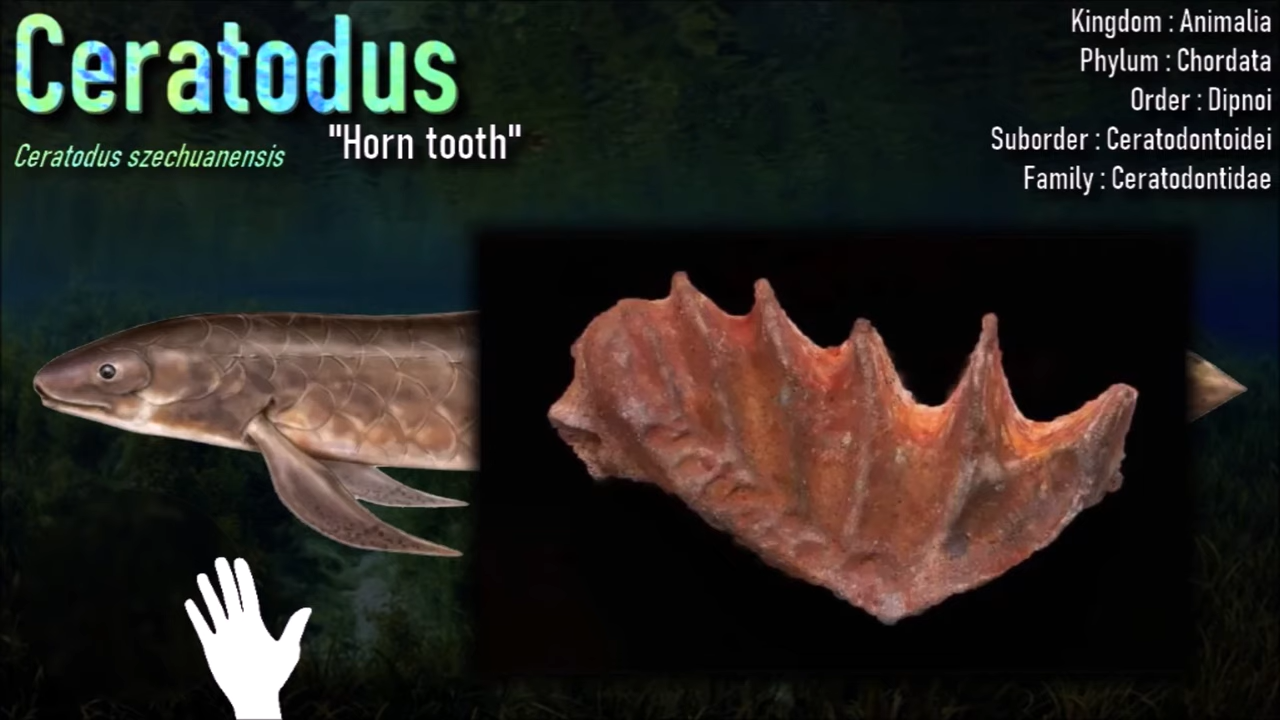 Ceratodus
"Horn tooth"
Ceratodus szechuanensis
Kingdom : Animalia
Phylum : Chordata
Order : Dipnoi
Suborder : Ceratodontoidei
Family : Ceratodontidae